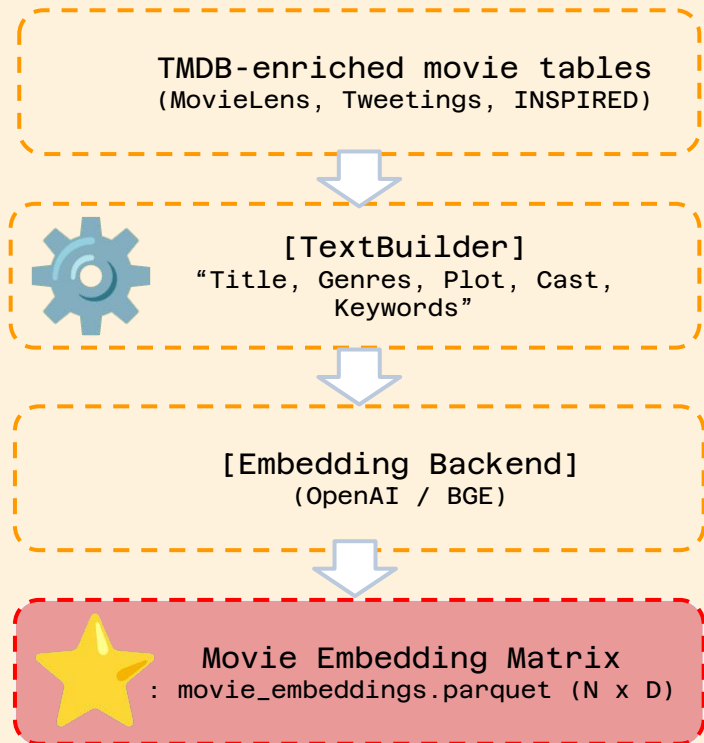 TMDB-enriched movie tables
(MovieLens, Tweetings, INSPIRED)
[TextBuilder]
“Title, Genres, Plot, Cast,
Keywords”
[Embedding Backend]
(OpenAI / BGE)
Movie Embedding Matrix
: movie_embeddings.parquet (N x D)